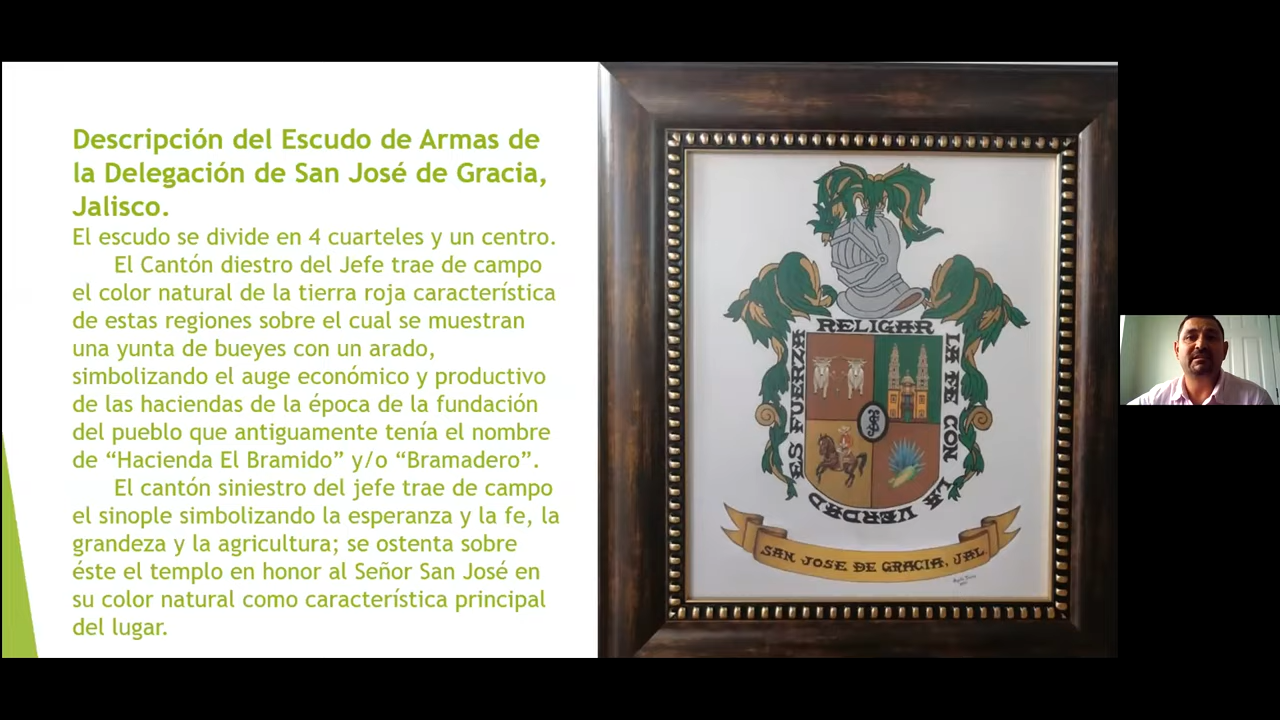 Descripción del Escudo de Armas de
la Delegación de San José de Gracia,
Jalisco.
El escudo se divide en 4 cuarteles y un centro.
El Cantón diestro del Jefe trae de campo
el color natural de la tierra roja característica
de estas regiones sobre el cual se muestran
una yunta de bueyes con un arado,
simbolizando el auge económico y productivo
de las haciendas de la época de la fundación
del pueblo que antiguamente tenía el nombre
de “Hacienda El Bramido” y/o “Bramadero”.
El cantón siniestro del jefe trae de campo
el sinople simbolizando la esperanza y la fe, la
grandeza y la agricultura; se ostenta sobre
éste el templo en honor al Señor San José en
su color natural como característica principal
del lugar.
RELIGAR
LA FE CON
LA VERDAD
ES FUERZA
SAN JOSE DE GRACIA, JAL